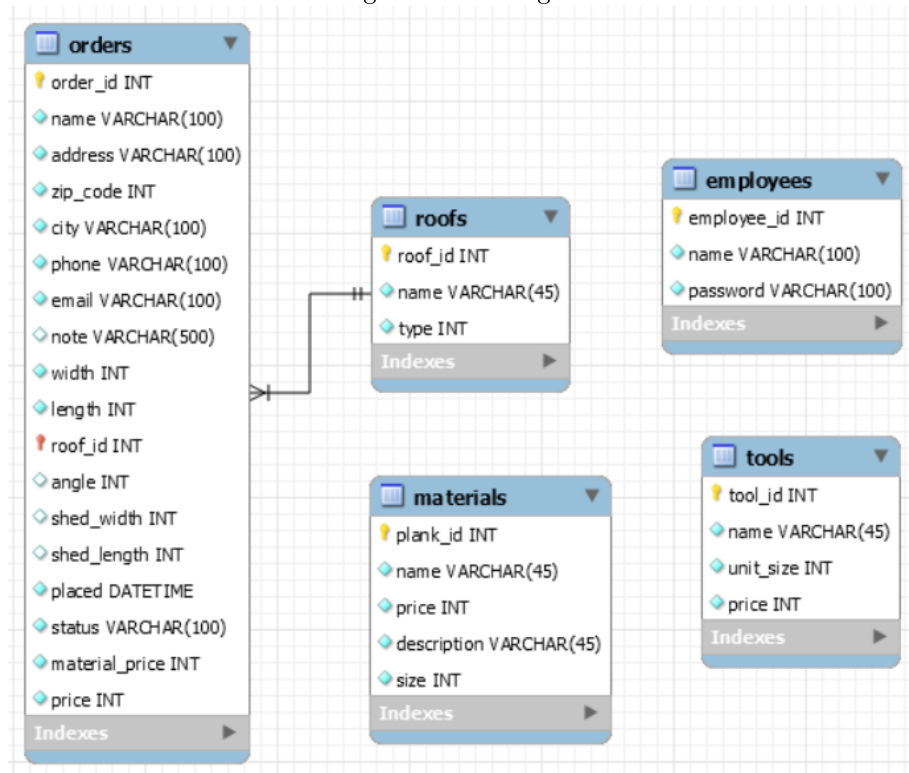 orders
order_id INT
name VARCHAR(100)
address VARCHAR(100)
zip_code INT
city VARCHAR(100)
phone VARCHAR(100)
email VARCHAR(100)
note VARCHAR(500)
width INT
length INT
roof_id INT
angle INT
shed_width INT
shed_length INT
placed DATETIME
status VARCHAR(100)
material_price INT
price INT
Indexes
roofs
roof_id INT
name VARCHAR(45)
type INT
Indexes
employees
employee_id INT
name VARCHAR(100)
password VARCHAR(100)
Indexes
materials
plank_id INT
name VARCHAR(45)
price INT
description VARCHAR(45)
size INT
Indexes
tools
tool_id INT
name VARCHAR(45)
unit_size INT
price INT
Indexes